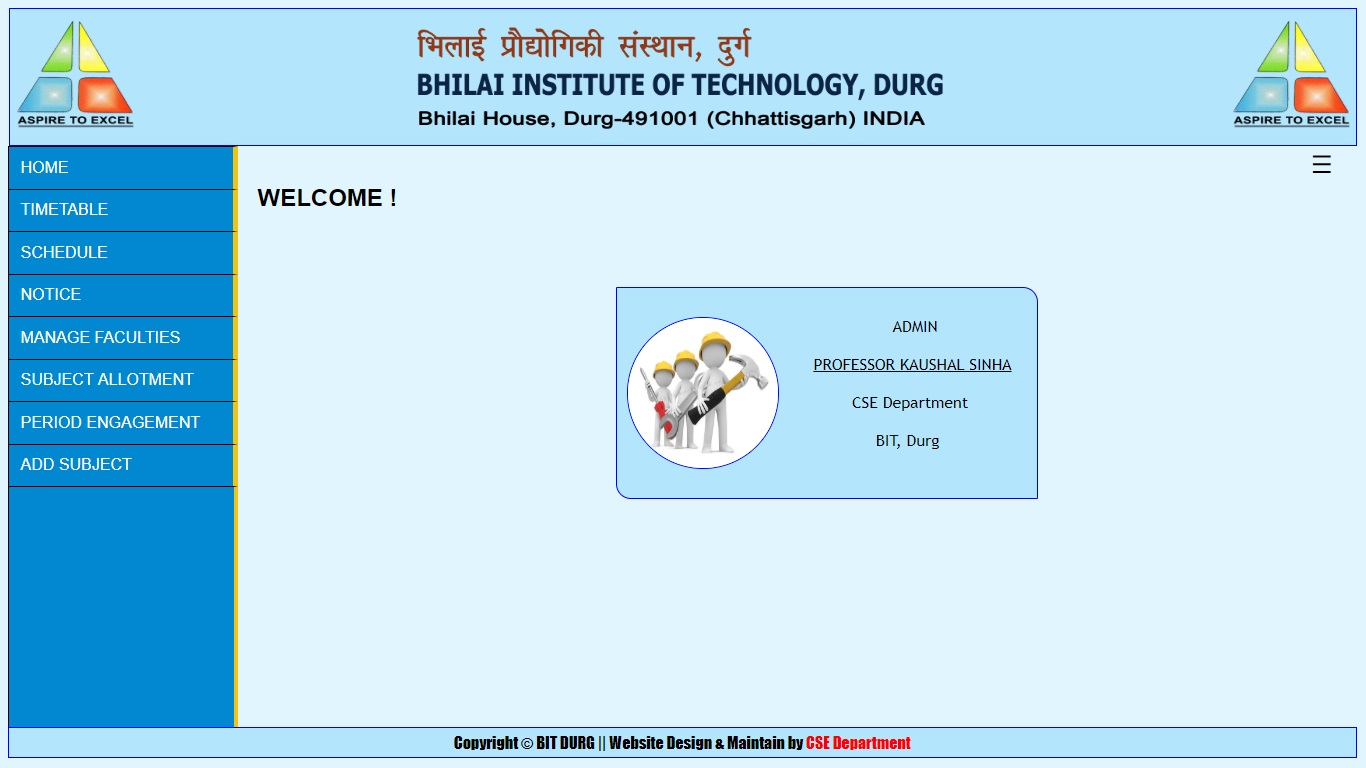 ASPIRE TO EXCEL
भिलाई प्रौद्योगिकी संस्थान, दुर्ग
BHILAI INSTITUTE OF TECHNOLOGY, DURG
Bhilai House, Durg-491001 (Chhattisgarh) INDIA
ASPIRE TO EXCEL
HOME
TIMETABLE
SCHEDULE
NOTICE
MANAGE FACULTIES
SUBJECT ALLOTMENT
PERIOD ENGAGEMENT
ADD SUBJECT
WELCOME !
ADMIN
PROFESSOR KAUSHAL SINHA
CSE Department
BIT, Durg
Copyright © BIT DURG || Website Design & Maintain by CSE Department